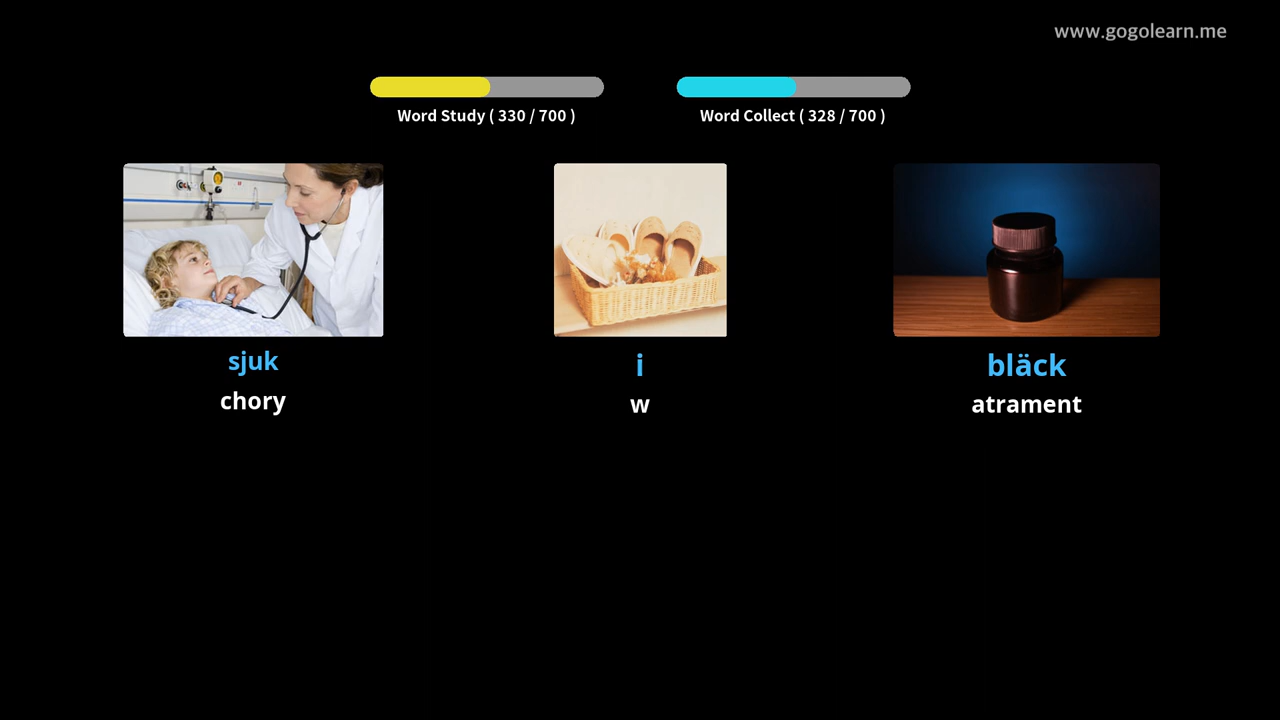 www.gogolearn.me
Word Study ( 330 / 700 )
Word Collect ( 328 / 700 )
sjuk
chory
i
w
bläck
atrament